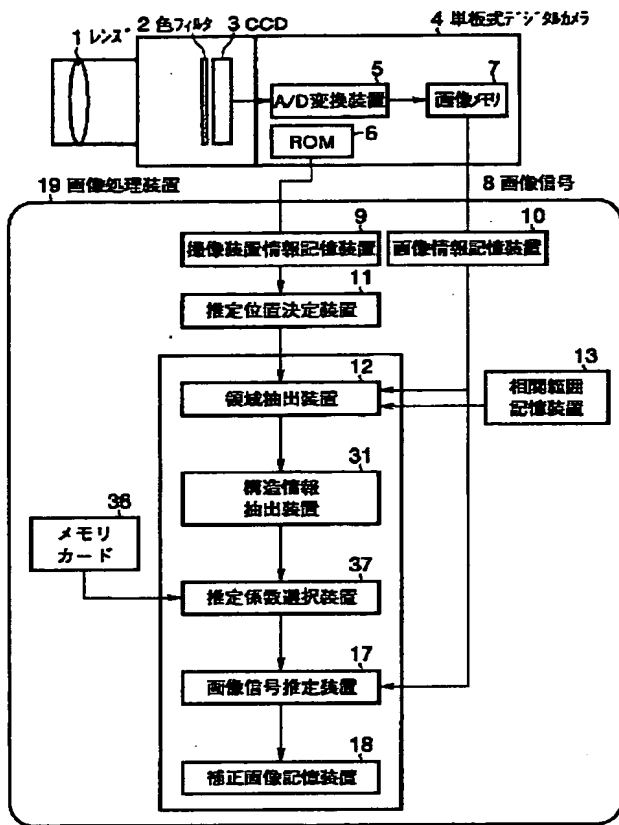 4 単板式デジタルカメラ
2 色フィルタ 3 CCD
1 レンズ
5
7
A/D変換装置
画像メモリ
6
ROM
19 画像処理装置
8 画像信号
9
10
撮像装置情報記憶装置
画像情報記憶装置
11
推定位置決定装置
12
13
領域抽出装置
相関範囲
記憶装置
31
構造情報
抽出装置
36
メモリ
カード
37
推定係数選択装置
17
画像信号推定装置
18
補正画像記憶装置